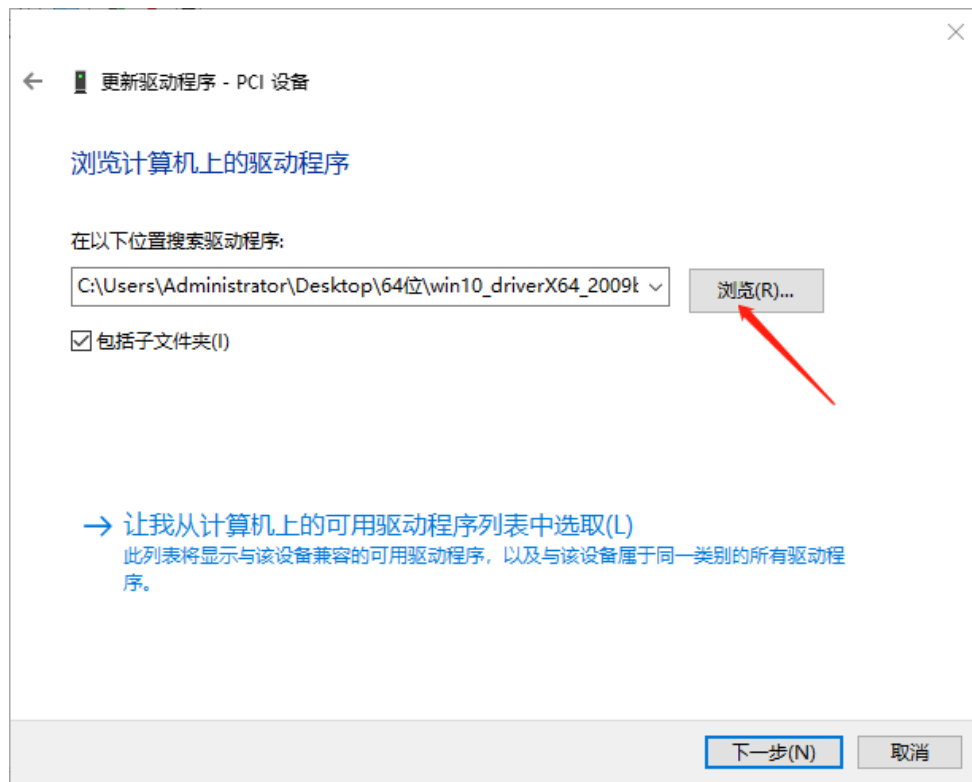 更新驱动程序 - PCI 设备
浏览计算机上的驱动程序
在以下位置搜索驱动程序:
C:\Users\Administrator\Desktop\64位\win10_driverX64_2009
浏览(R)...
包括子文件夹(I)
让我从计算机上的可用驱动程序列表中选取(L)
此列表将显示与该设备兼容的可用驱动程序，以及与该设备属于同一类别的所有驱动程
序。
下一步(N)
取消